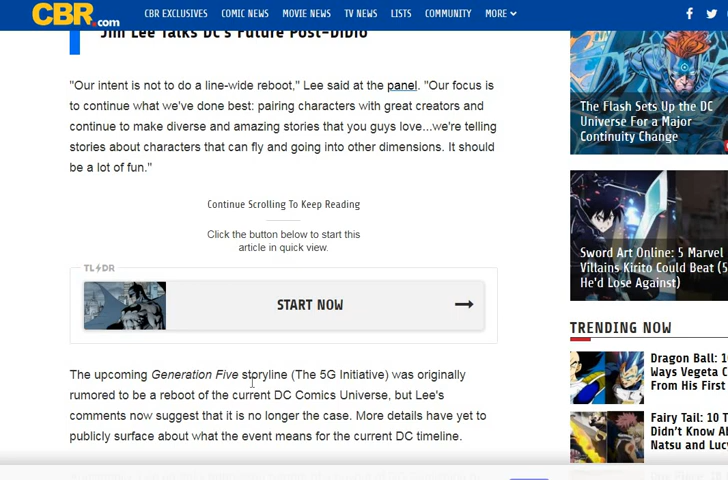 CBR.com
CBR EXCLUSIVES COMIC NEWS MOVIE NEWS TV NEWS LISTS COMMUNITY MORE
Jim Lee Talks DC's Future Post-DiDio
"Our intent is not to do a line-wide reboot," Lee said at the panel. "Our focus is
to continue what we've done best: pairing characters with great creators and
continue to make diverse and amazing stories that you guys love...we're telling
stories about characters that can fly and going into other dimensions. It should
be a lot of fun."
Continue Scrolling To Keep Reading
Click the button below to start this
article in quick view.
TL DR
START NOW
The upcoming Generation Five storyline (The 5G Initiative) was originally
rumored to be a reboot of the current DC Comics Universe, but Lee's
comments now suggest that it is no longer the case. More details have yet to
publicly surface about what the event means for the current DC timeline.
The Flash Sets Up the DC
Universe For a Major
Continuity Change
Sword Art Online: 5 Marvel
Villains Kirito Could Beat (5
He'd Lose Against)
TRENDING NOW
Dragon Ball: 10
Ways Vegeta C
From His First
Fairy Tail: 10 T
Didn't Know Al
Natsu and Lucy